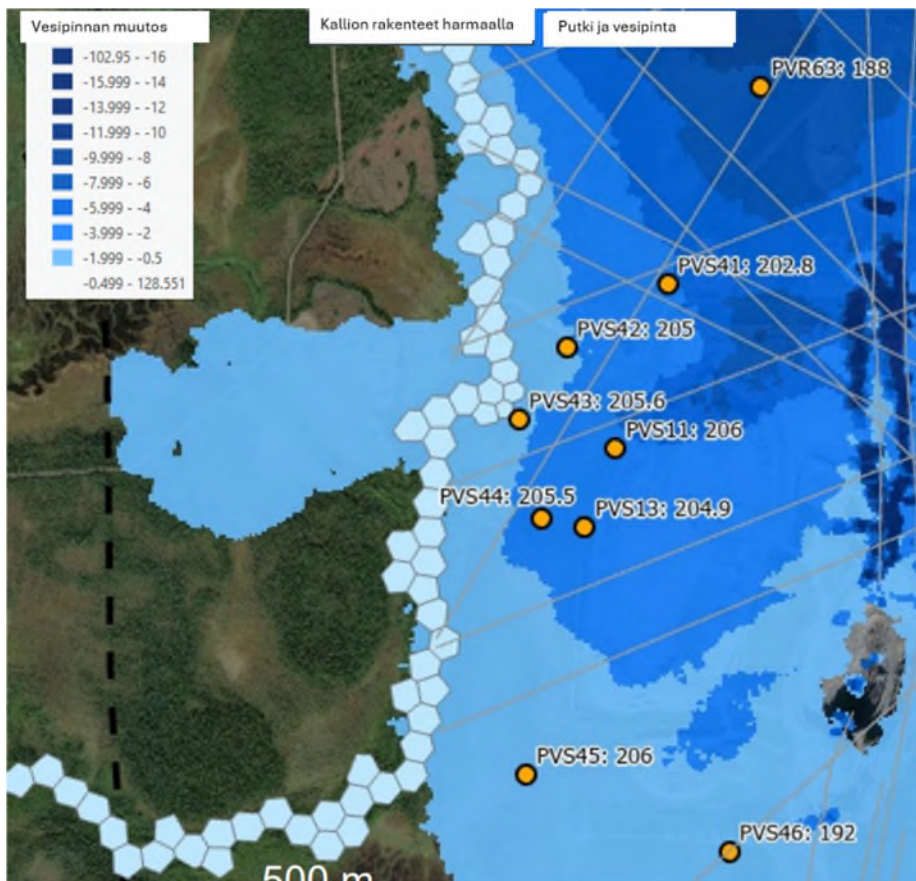 Vesipinnan muutos
Kallion rakenteet harmaalla
Putki ja vesipinta
-102.95 - -16
-15.999 - -14
-13.999 - -12
-11.999 - -10
-9.999 - -8
-7.999 - -6
-5.999 - -4
-3.999 - -2
-1.999 - -0.5
-0.499 - 128.551
PVR63: 188
PVS41: 202.8
PVS42: 205
PVS43: 205.6
PVS11: 206
PVS44: 205.5
PVS13: 204.9
PVS45: 206
PVS46: 192
500 m